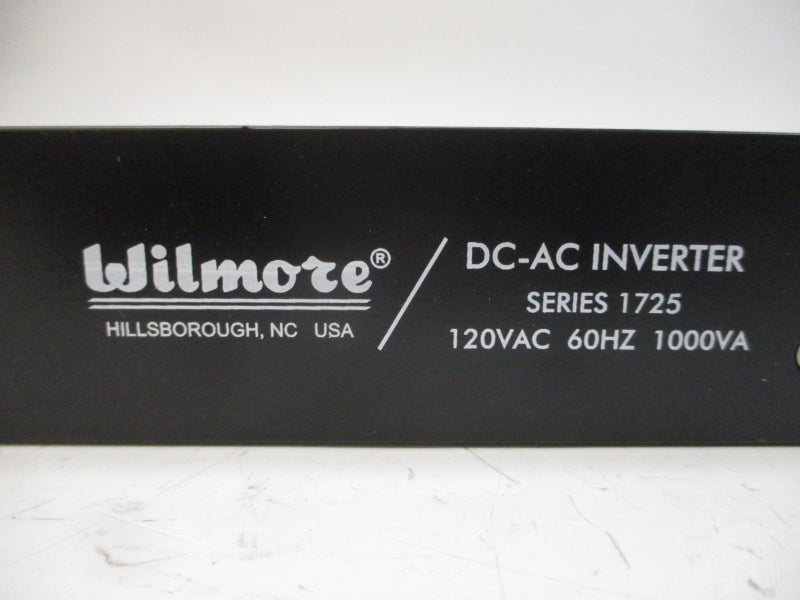 Wilmore®
HILLSBOROUGH, NC USA
DC-AC INVERTER
SERIES 1725
120VAC 60HZ 1000VA